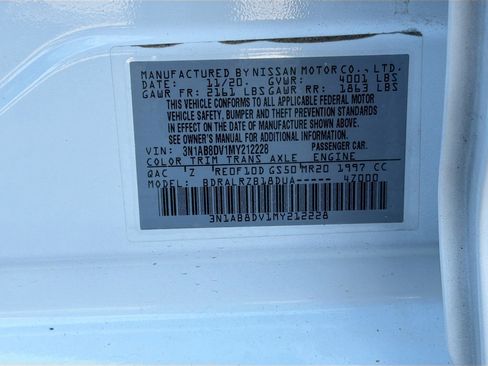 MANUFACTURED BY NISSAN MOTOR CO., LTD.
DATE: 11/20 GVWR: 4001 LBS
GAWR FR: 2161 LBS GAWR RR: 1863 LBS
THIS VEHICLE CONFORMS TO ALL APPLICABLE FEDERAL MOTOR
VEHICLE SAFETY, BUMPER AND THEFT PREVENTION STANDARDS
IN EFFECT ON THE DATE OF MANUFACTURE SHOWN ABOVE.
SEE OWNER'S MANUAL FOR ADDITIONAL INFORMATION.
VIN: 3N1AB8DV1MY212228 PASSENGER CAR.
COLOR TRIM TRANS AXLE ENGINE
QAC Z RE0F10D GS50 MR20 1997 CC
MODEL: BDRALRZB18DUA----- 47000
3N1AB8DV1MY212228